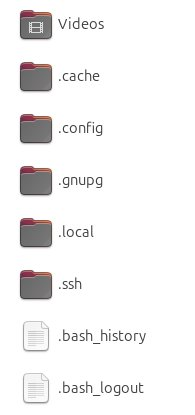 Videos
.cache
.config
.gnupg
.local
.ssh
.bash_history
.bash_logout